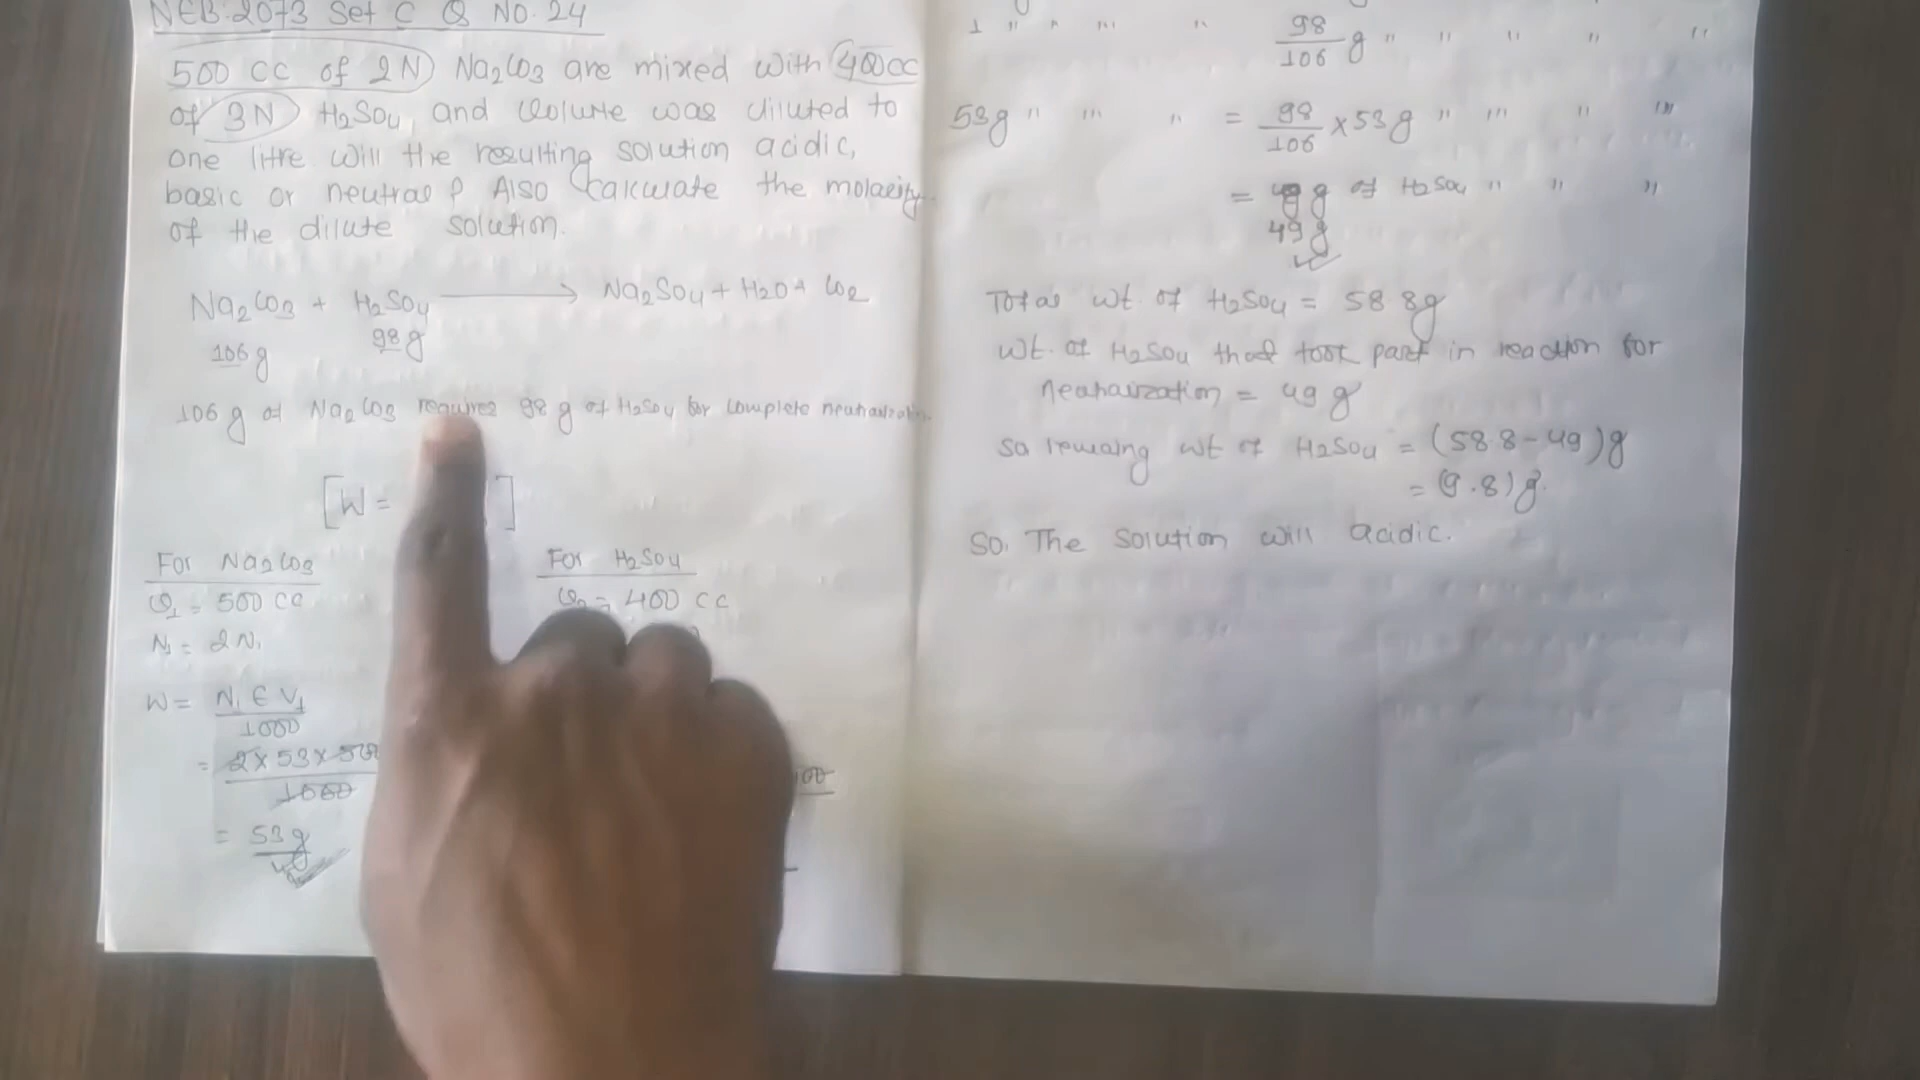 NEB 2073 Set C Q NO. 24
500 CC of 2N Na2CO3 are mixed with 400cc
of 3N H2SO4 and volume was diluted to
one litre will the resulting solution acidic,
basic or neutral ? Also calculate the molarity
of the dilute solution.
Na2CO3 + H2SO4 → Na2SO4 + H2O + CO2
106 g 98 g
106 g of Na2CO3 requires 98 g of H2SO4 for complete
[W = ]
For Na2CO3
V1 = 500 cc
N1 = 2 N,
W = N1 E V1 / 1000
= 2 x 53 x 500 / 1000
= 53 g
For H2SO4
V2 = 400 cc
1 " " " " 98/106 g " " " " "
53g " " " = 98/106 x 53 g " " " "
= g of H2SO4 " " "
49 g
Total wt. of H2SO4 = 58.8g
wt. of H2SO4 that took part in reaction for
= 49 g
so wt of H2SO4 = (58.8 - 49) g
= (9.8) g.
So, The solution will acidic.